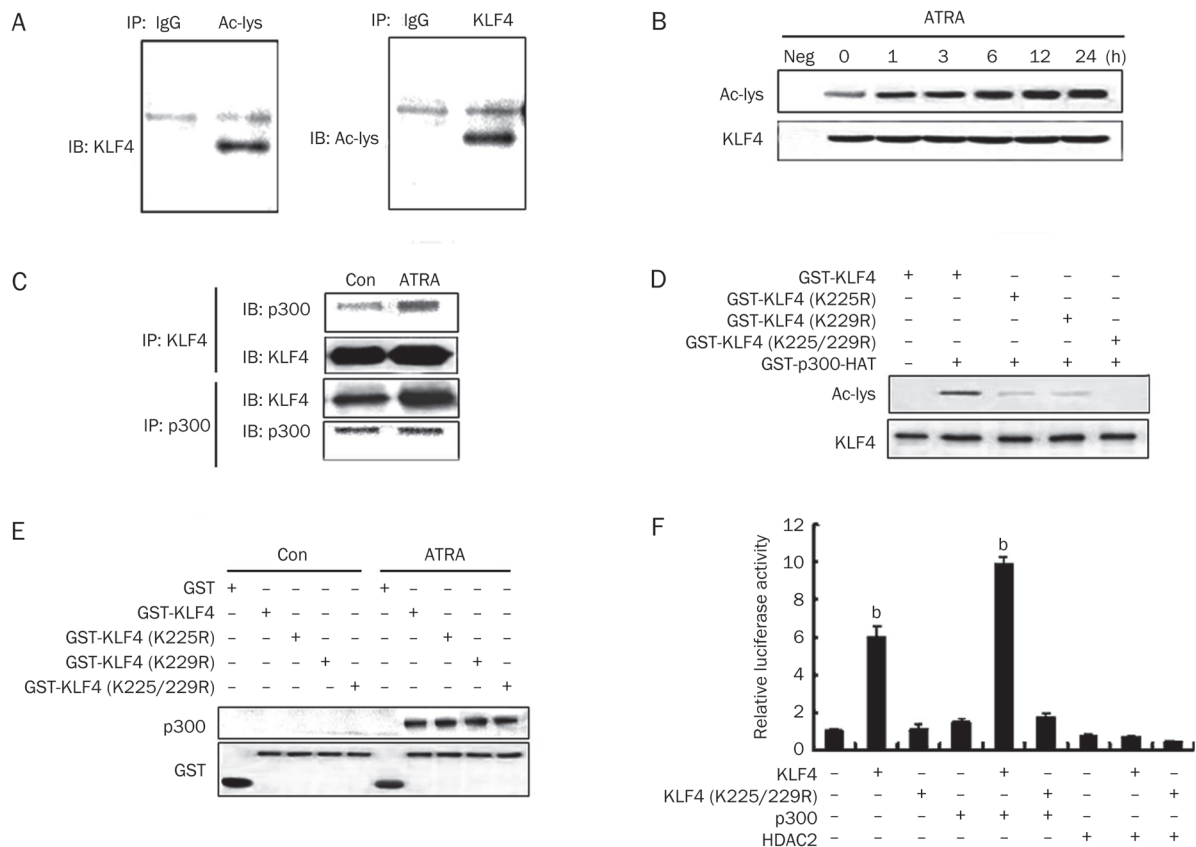 A
IP: IgG Ac-lys
IB: KLF4
IP: IgG KLF4
IB: Ac-lys
B
ATRA
Neg 0 1 3 6 12 24 (h)
Ac-lys
KLF4
C
Con ATRA
IP: KLF4
IB: p300
IB: KLF4
IP: p300
IB: KLF4
IB: p300
D
GST-KLF4 + + – – –
GST-KLF4 (K225R) – – + – –
GST-KLF4 (K229R) – – – + –
GST-KLF4 (K225/229R) – – – – +
GST-p300-HAT – + + + +
Ac-lys
KLF4
E
Con ATRA
GST + – – – – + – – – –
GST-KLF4 – + – – – – + – – –
GST-KLF4 (K225R) – – + – – – – + – –
GST-KLF4 (K229R) – – – + – – – – + –
GST-KLF4 (K225/229R) – – – – + – – – – +
p300
GST
F
Relative luciferase activity
12
10
8
6
4
2
0
b
b
KLF4 – + – – + – – + –
KLF4 (K225/229R) – – + – – + – – +
p300 – – – + + + – – –
HDAC2 – – – – – – + + +